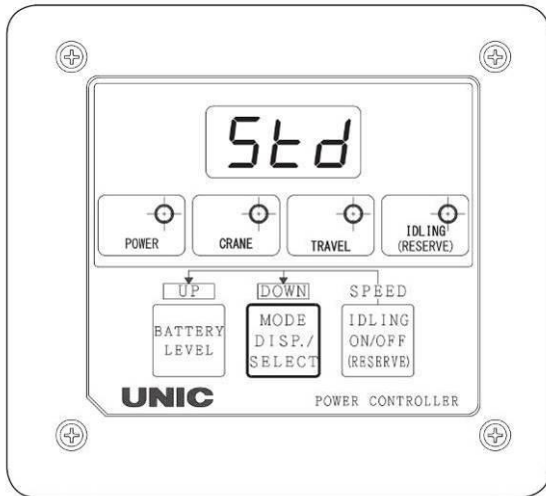 Std
POWER CRANE TRAVEL IDLING
(RESERVE)
UP DOWN SPEED
BATTERY
LEVEL
MODE
DISP./
SELECT
IDLING
ON/OFF
(RESERVE)
UNIC POWER CONTROLLER